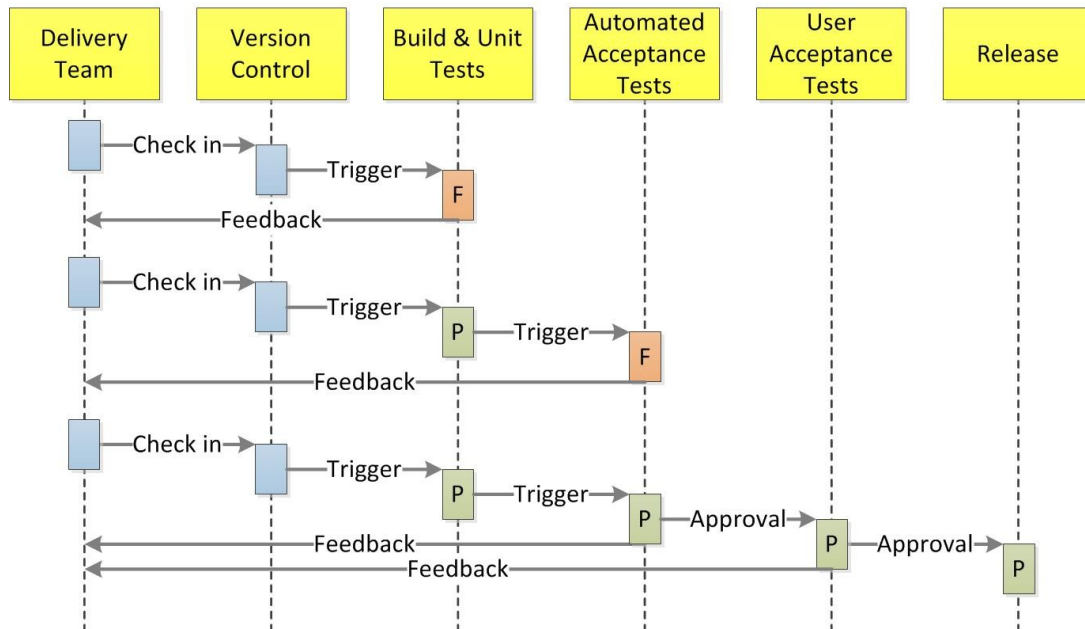 Delivery
Team
Version
Control
Build & Unit
Tests
Automated
Acceptance
Tests
User
Acceptance
Tests
Release
Check in
Trigger
F
Feedback
Check in
Trigger
P
Trigger
F
Feedback
Check in
Trigger
P
Trigger
P
Approval
P
Approval
P
Feedback
Feedback